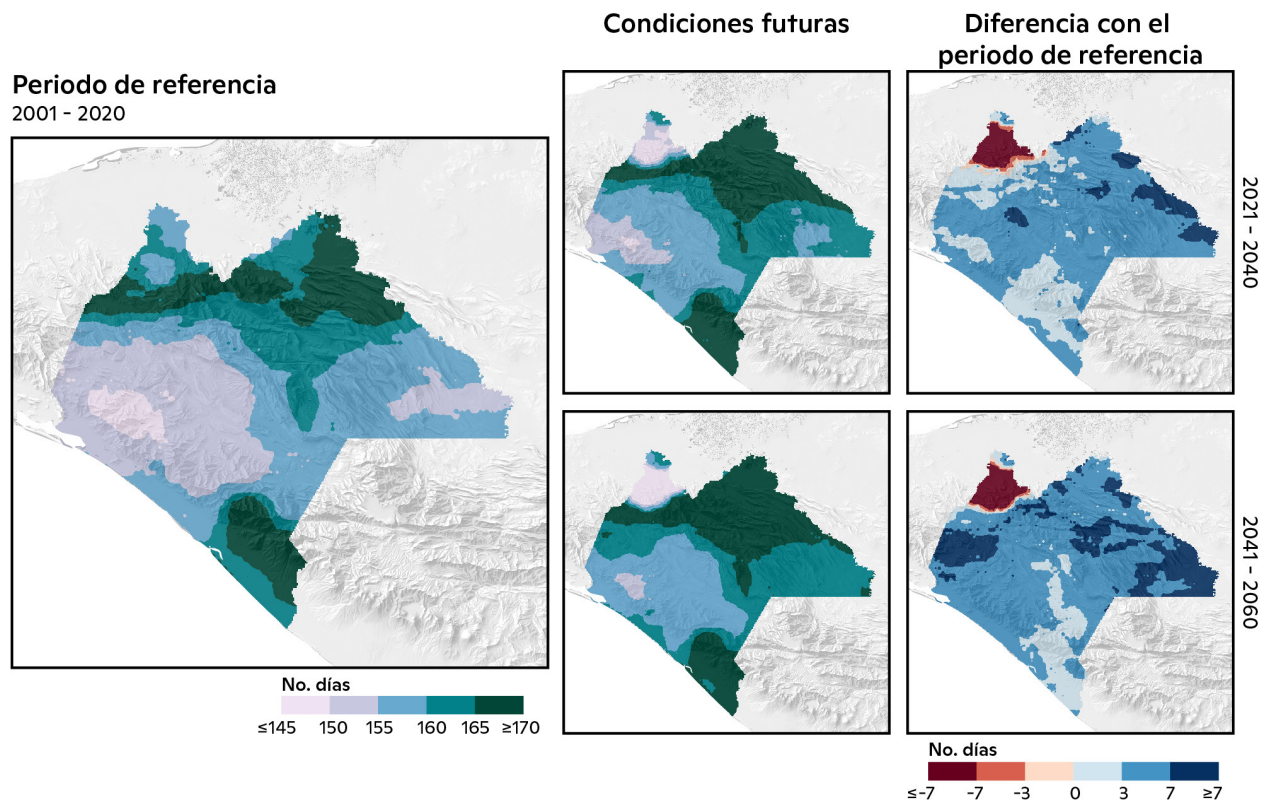 Condiciones futuras
Diferencia con el
periodo de referencia
Periodo de referencia
2001 - 2020
2021 - 2040
2041 - 2060
No. días
≤145 150 155 160 165 ≥170
No. días
≤-7 -7 -3 0 3 7 ≥7